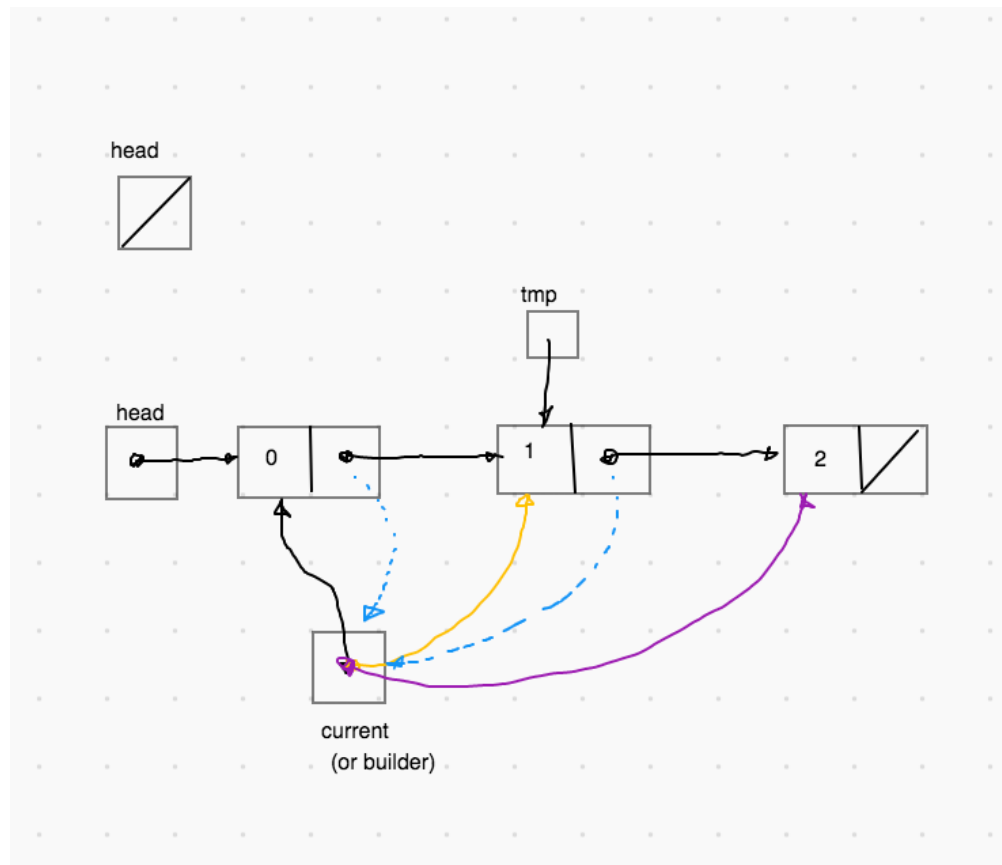 head
tmp
head
0
1
2
current
(or builder)